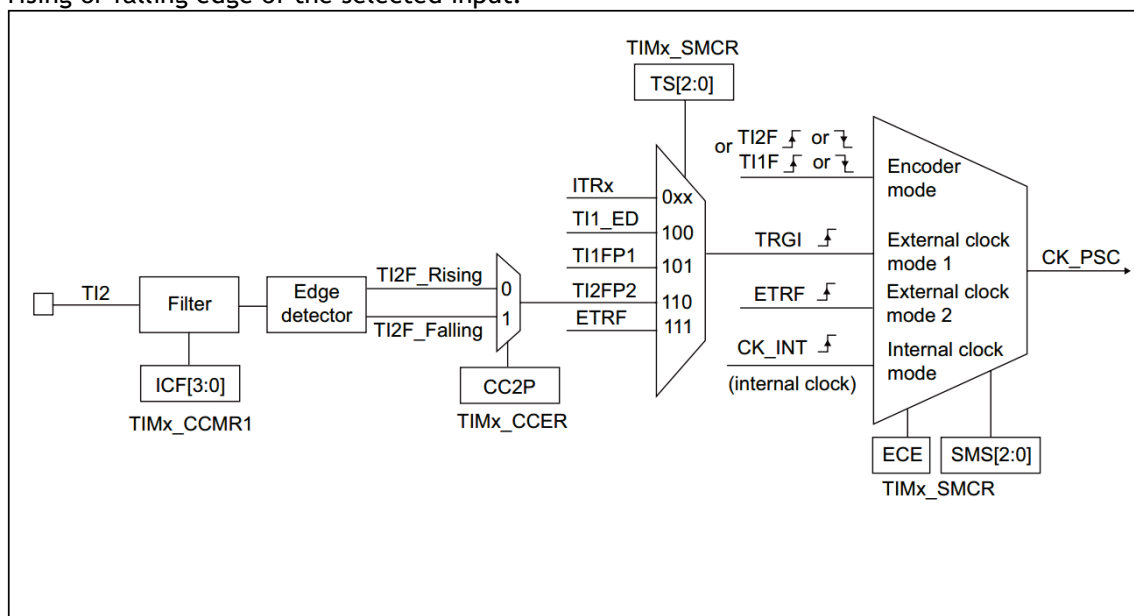 rising or falling edge of the selected input.
TIMx_SMCR
TS[2:0]
or TI2F or
TI1F or
Encoder
mode
ITRx
0xx
TI1_ED
100
TI1FP1
101
TRGI
External clock
mode 1
CK_PSC
TI2
Filter
Edge
detector
TI2F_Rising
TI2F_Falling
0
1
TI2FP2
110
ETRF
111
ETRF
External clock
mode 2
CK_INT
(internal clock)
Internal clock
mode
ICF[3:0]
TIMx_CCMR1
CC2P
TIMx_CCER
ECE
SMS[2:0]
TIMx_SMCR